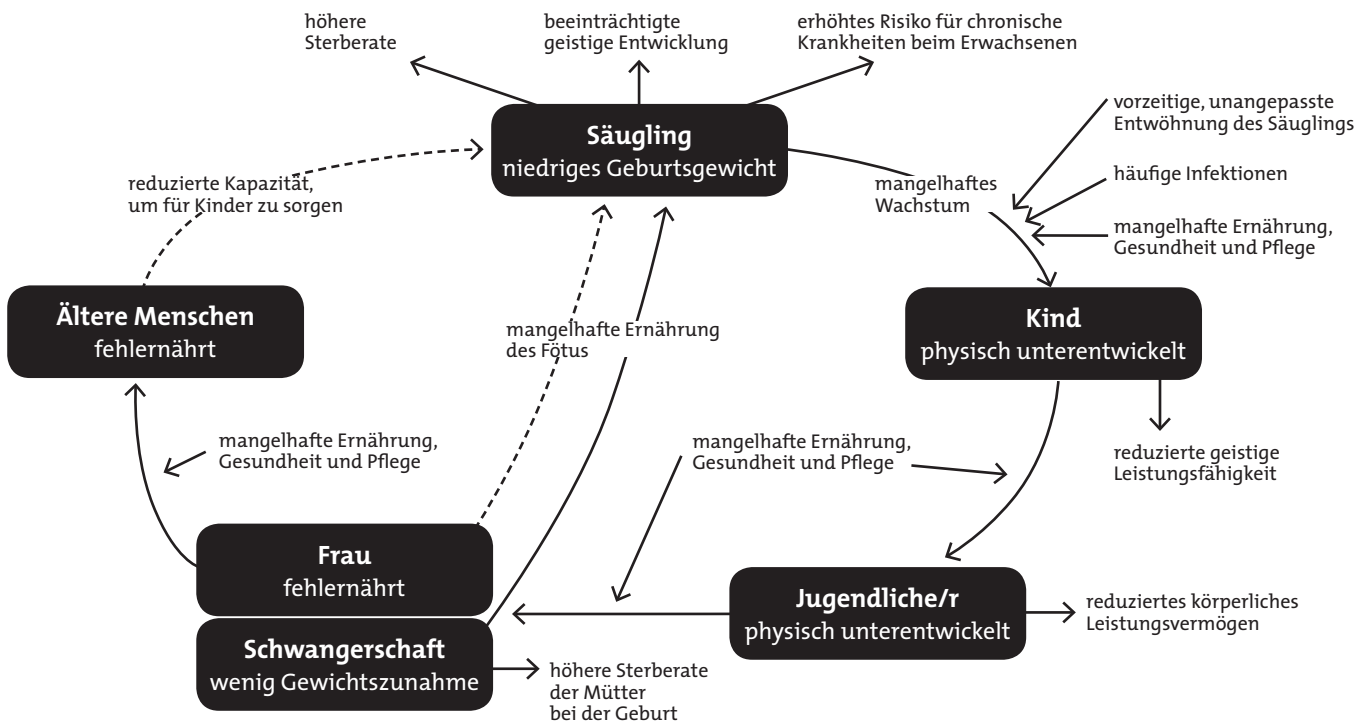 höhere
Sterberate
beeinträchtigte
geistige Entwicklung
erhöhtes Risiko für chronische
Krankheiten beim Erwachsenen
Säugling
niedriges Geburtsgewicht
vorzeitige, unangepasste
Entwöhnung des Säuglings
häufige Infektionen
mangelhafte Ernährung,
Gesundheit und Pflege
mangelhaftes
Wachstum
reduzierte Kapazität,
um für Kinder zu sorgen
Ältere Menschen
fehlernährt
mangelhafte Ernährung
des Fötus
Kind
physisch unterentwickelt
mangelhafte Ernährung,
Gesundheit und Pflege
mangelhafte Ernährung,
Gesundheit und Pflege
reduzierte geistige
Leistungsfähigkeit
Frau
fehlernährt
Schwangerschaft
wenig Gewichtszunahme
höhere Sterberate
der Mütter
bei der Geburt
Jugendliche/r
physisch unterentwickelt
reduziertes körperliches
Leistungsvermögen